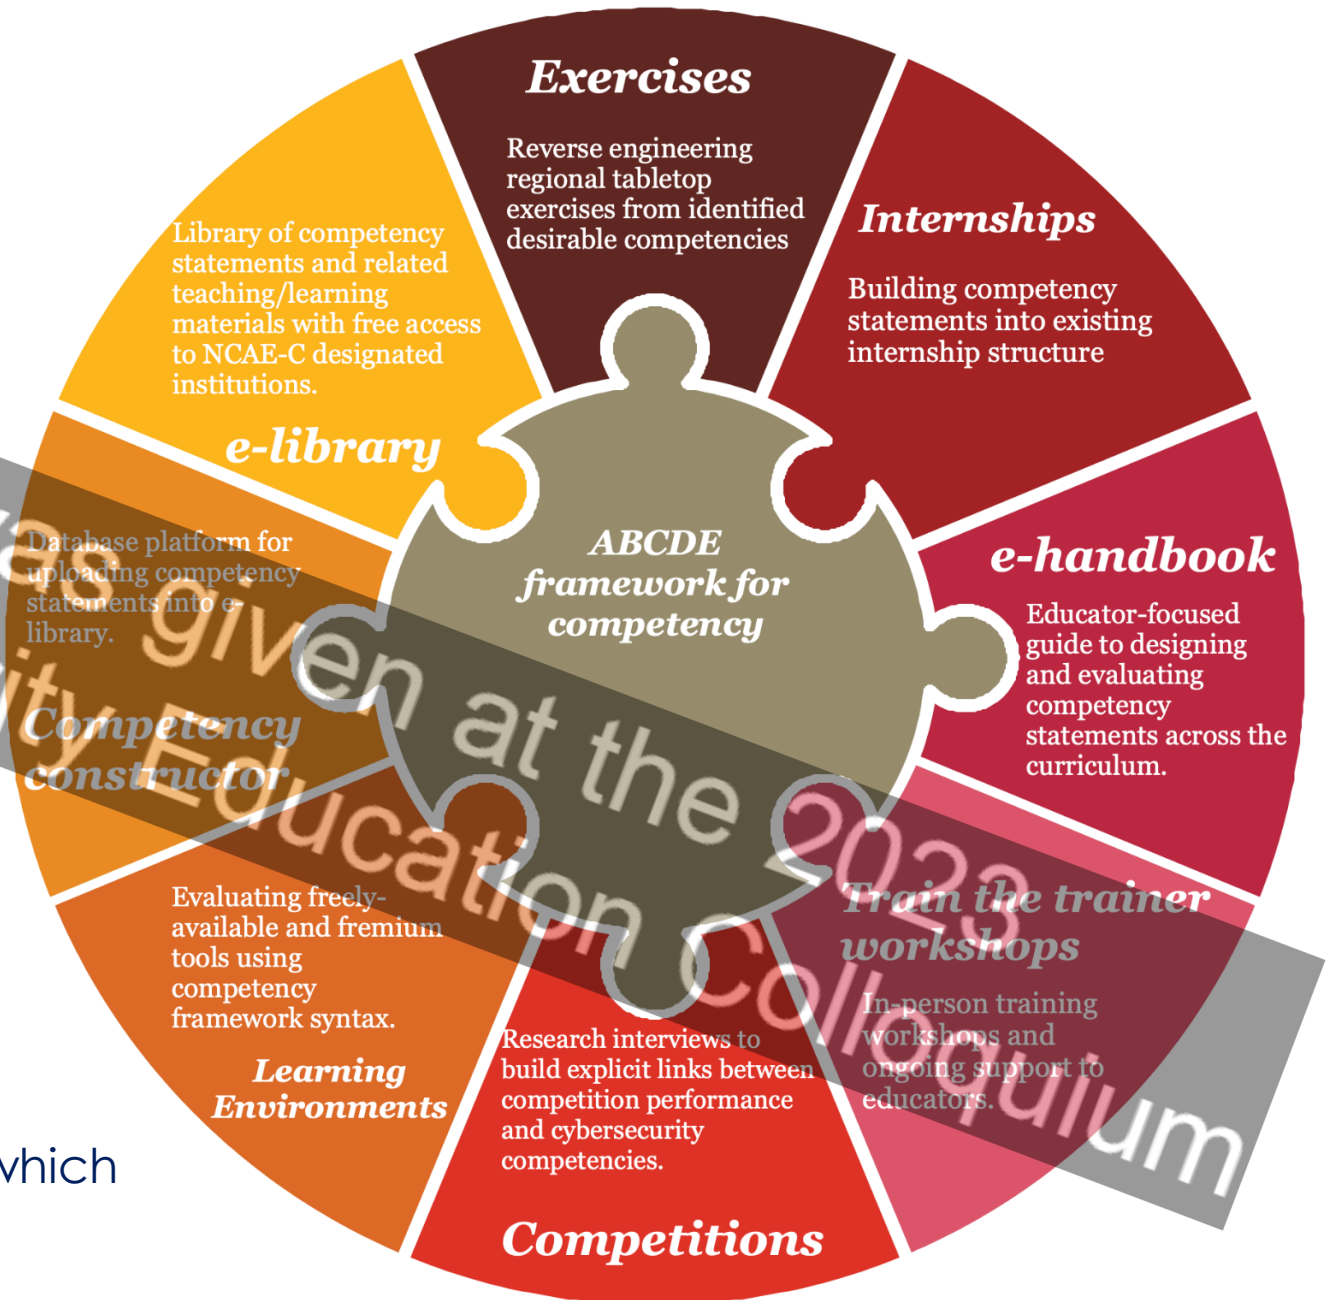 Exercises
Reverse engineering
regional tabletop
exercises from identified
desirable competencies
Internships
Building competency
statements into existing
internship structure
e-handbook
Educator-focused
guide to designing
and evaluating
competency
statements across the
curriculum.
Train the trainer
workshops
In-person training
workshops and
ongoing support to
educators.
Research interviews to
build explicit links between
competition performance
and cybersecurity
competencies.
Competitions
Evaluating freely-
available and fremium
tools using
competency
framework syntax.
Learning
Environments
Database platform for
uploading competency
statements into e-
library.
Competency
constructor
Library of competency
statements and related
teaching/learning
materials with free access
to NCAE-C designated
institutions.
e-library
ABCDE
framework for
competency
given at the 2023
Education Colloquium
which